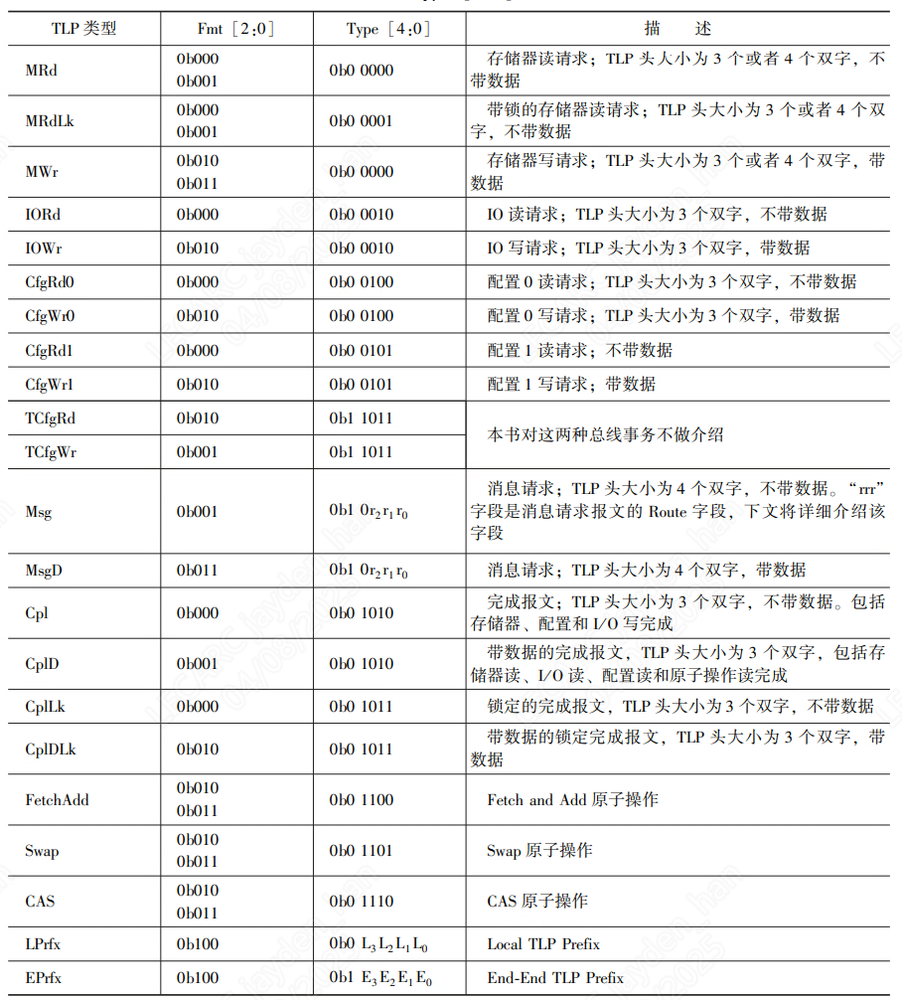 TLP 类型 Fmt [2:0] Type [4:0] 描 述
MRd 0b000 0b001 0b0 0000 存储器读请求；TLP 头大小为 3 个或者 4 个双字，不
带数据
MRdLk 0b000 0b001 0b0 0001 带锁的存储器读请求；TLP 头大小为 3 个或者 4 个双
字，不带数据
MWr 0b010 0b011 0b0 0000 存储器写请求；TLP 头大小为 3 个或者 4 个双字，带
数据
IORd 0b000 0b0 0010 IO 读请求；TLP 头大小为 3 个双字，不带数据
IOWr 0b010 0b0 0010 IO 写请求；TLP 头大小为 3 个双字，带数据
CfgRd0 0b000 0b0 0100 配置 0 读请求；TLP 头大小为 3 个双字，不带数据
CfgWr0 0b010 0b0 0100 配置 0 写请求；TLP 头大小为 3 个双字，带数据
CfgRd1 0b000 0b0 0101 配置 1 读请求；不带数据
CfgWr1 0b010 0b0 0101 配置 1 写请求；带数据
TCfgRd 0b010 0b1 1011 本书对这两种总线事务不做介绍
TCfgWr 0b001 0b1 1011
Msg 0b001 0b1 0r₂r₁r₀ 消息请求；TLP 头大小为 4 个双字，不带数据。“rrr”
字段是消息请求报文的 Route 字段，下文将详细介绍该
字段
MsgD 0b011 0b1 0r₂r₁r₀ 消息请求；TLP 头大小为 4 个双字，带数据
Cpl 0b000 0b0 1010 完成报文；TLP 头大小为 3 个双字，不带数据。包括
存储器、配置和 I/O 写完成
CplD 0b001 0b0 1010 带数据的完成报文，TLP 头大小为 3 个双字，包括存
储器读、I/O 读、配置读和原子操作读完成
CplLk 0b000 0b0 1011 锁定的完成报文，TLP 头大小为 3 个双字，不带数据
CplDLk 0b010 0b0 1011 带数据的锁定完成报文，TLP 头大小为 3 个双字，带
数据
FetchAdd 0b010 0b011 0b0 1100 Fetch and Add 原子操作
Swap 0b010 0b011 0b0 1101 Swap 原子操作
CAS 0b010 0b011 0b0 1110 CAS 原子操作
LPrfx 0b100 0b0 L₃L₂L₁L₀ Local TLP Prefix
EPrfx 0b100 0b1 E₃E₂E₁E₀ End-End TLP Prefix